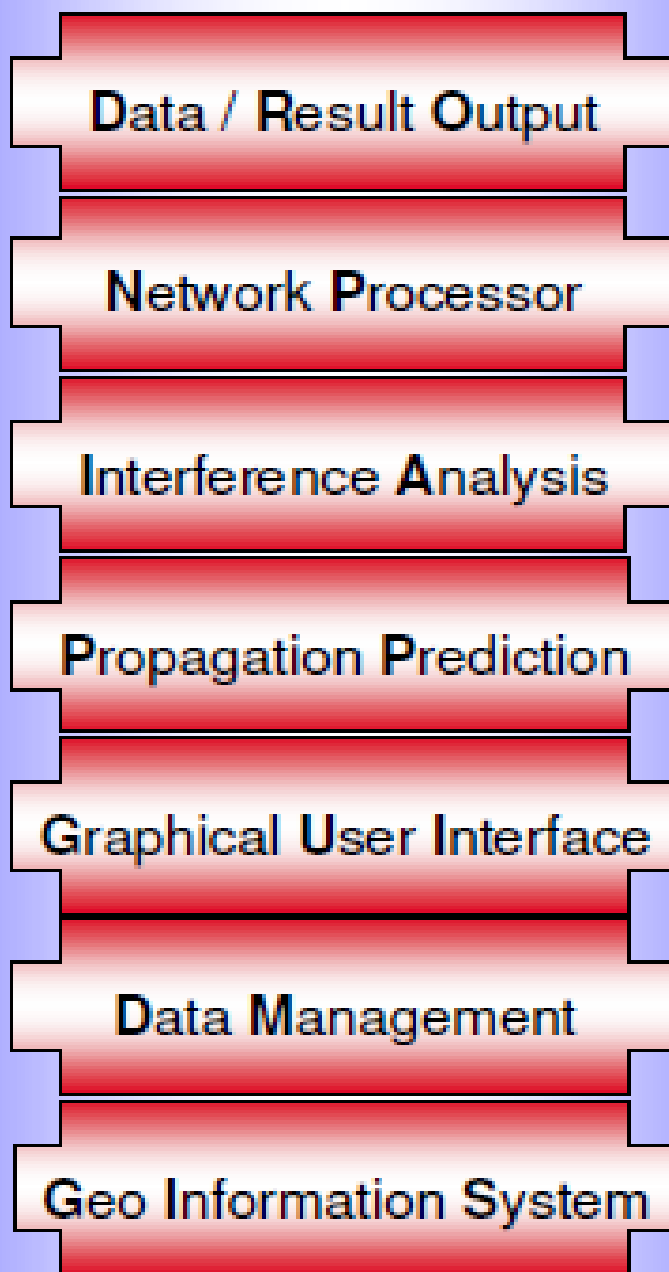 Data / Result Output
Network Processor
Interference Analysis
Propagation Prediction
Graphical User Interface
Data Management
Geo Information System